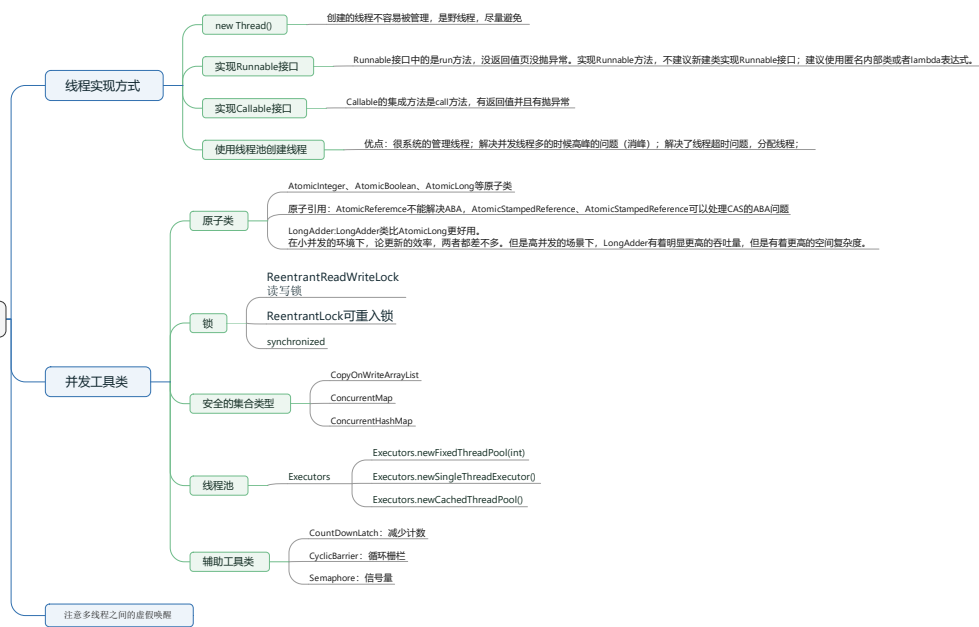 线程实现方式
new Thread()
创建的线程不容易被管理，是野线程，尽量避免
实现Runnable接口
Runnable接口中的是run方法，没返回值页没抛异常。实现Runnable方法，不建议新建类实现Runnable接口；建议使用匿名内部类或者lambda表达式。
实现Callable接口
Callable的集成方法是call方法，有返回值并且有抛异常
使用线程池创建线程
优点：很系统的管理线程；解决并发线程多的时候高峰的问题（消峰）；解决了线程超时问题，分配线程；
并发工具类
原子类
AtomicInteger、AtomicBoolean、AtomicLong等原子类
原子引用：AtomicReferemce不能解决ABA，AtomicStampedReference、AtomicStampedReference可以处理CAS的ABA问题
LongAdder:LongAdder类比AtomicLong更好用。
在小并发的环境下，论更新的效率，两者都差不多。但是高并发的场景下，LongAdder有着明显更高的吞吐量，但是有着更高的空间复杂度。
锁
ReentrantReadWriteLock
读写锁
ReentrantLock可重入锁
synchronized
安全的集合类型
CopyOnWriteArrayList
ConcurrentMap
ConcurrentHashMap
线程池
Executors
Executors.newFixedThreadPool(int)
Executors.newSingleThreadExecutor()
Executors.newCachedThreadPool()
辅助工具类
CountDownLatch：减少计数
CyclicBarrier：循环栅栏
Semaphore：信号量
注意多线程之间的虚假唤醒